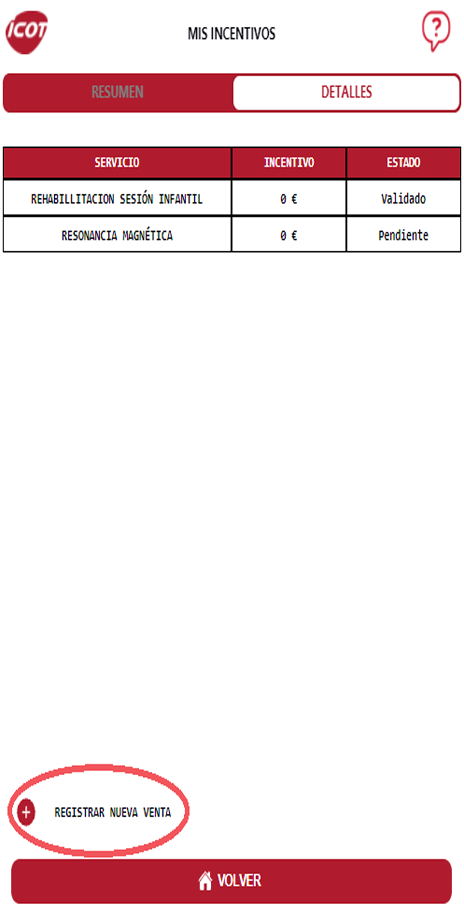 iCOT
MIS INCENTIVOS
?
RESUMEN
DETALLES
SERVICIO INCENTIVO ESTADO
REHABILLITACION SESIÓN INFANTIL 0 € Validado
RESONANCIA MAGNÉTICA 0 € Pendiente
+ REGISTRAR NUEVA VENTA
VOLVER